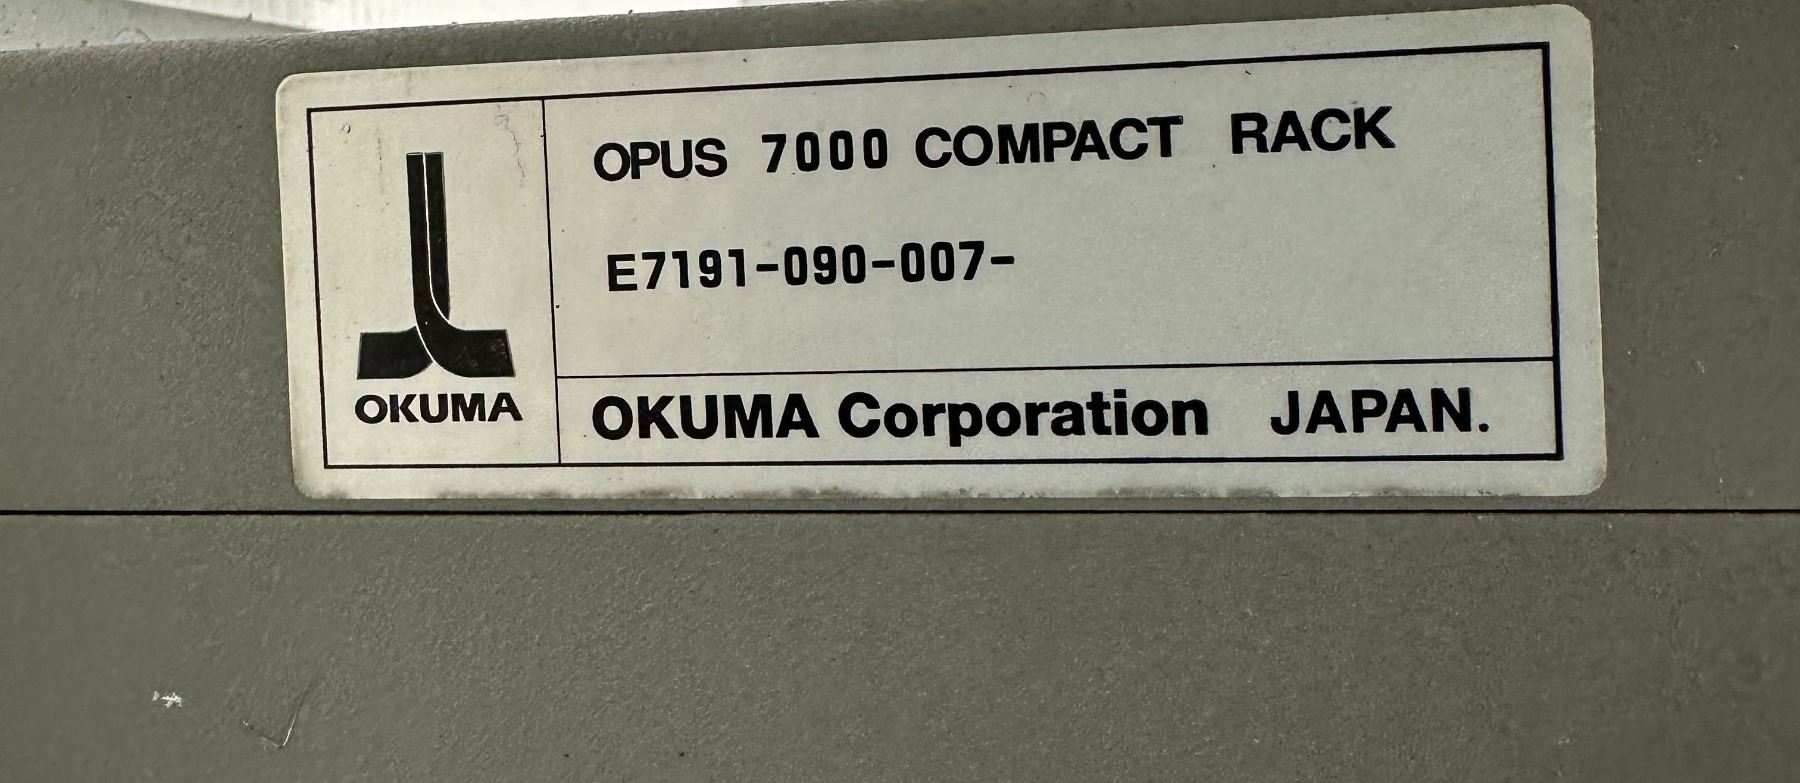 OPUS 7000 COMPACT RACK
E7191-090-007-
OKUMA
OKUMA Corporation JAPAN.